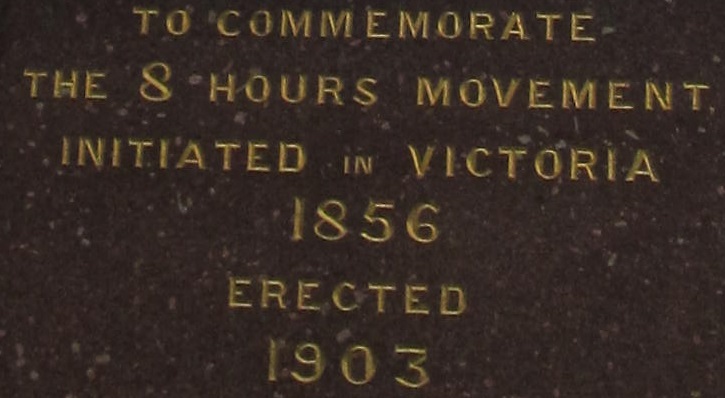 TO COMMEMORATE
THE 8 HOURS MOVEMENT
INITIATED IN VICTORIA
1856
ERECTED
1903